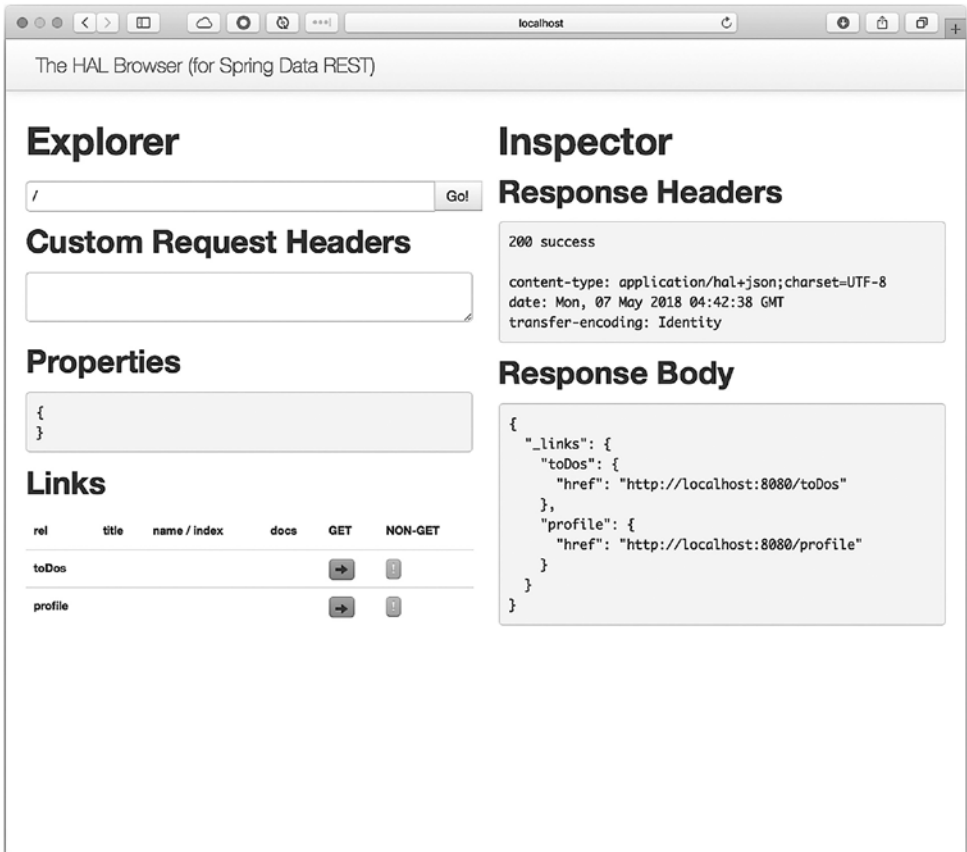 localhost
The HAL Browser (for Spring Data REST)
Explorer
/
Go!
Custom Request Headers
Properties
{
}
Links
rel title name / index docs GET NON-GET
toDos
!
profile
!
Inspector
Response Headers
200 success
content-type: application/hal+json;charset=UTF-8
date: Mon, 07 May 2018 04:42:38 GMT
transfer-encoding: Identity
Response Body
{
"_links": {
"toDos": {
"href": "http://localhost:8080/toDos"
},
"profile": {
"href": "http://localhost:8080/profile"
}
}
}